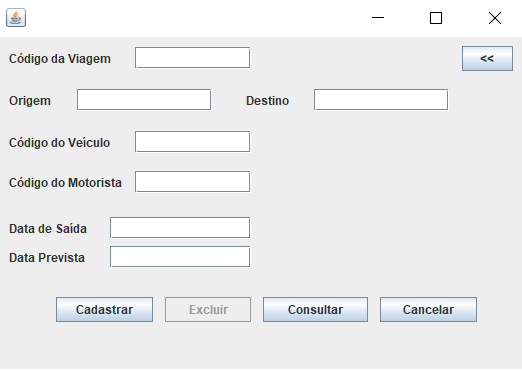 Código da Viagem <<
Origem Destino
Código do Veículo
Código do Motorista
Data de Saída
Data Prevista
Cadastrar Excluir Consultar Cancelar